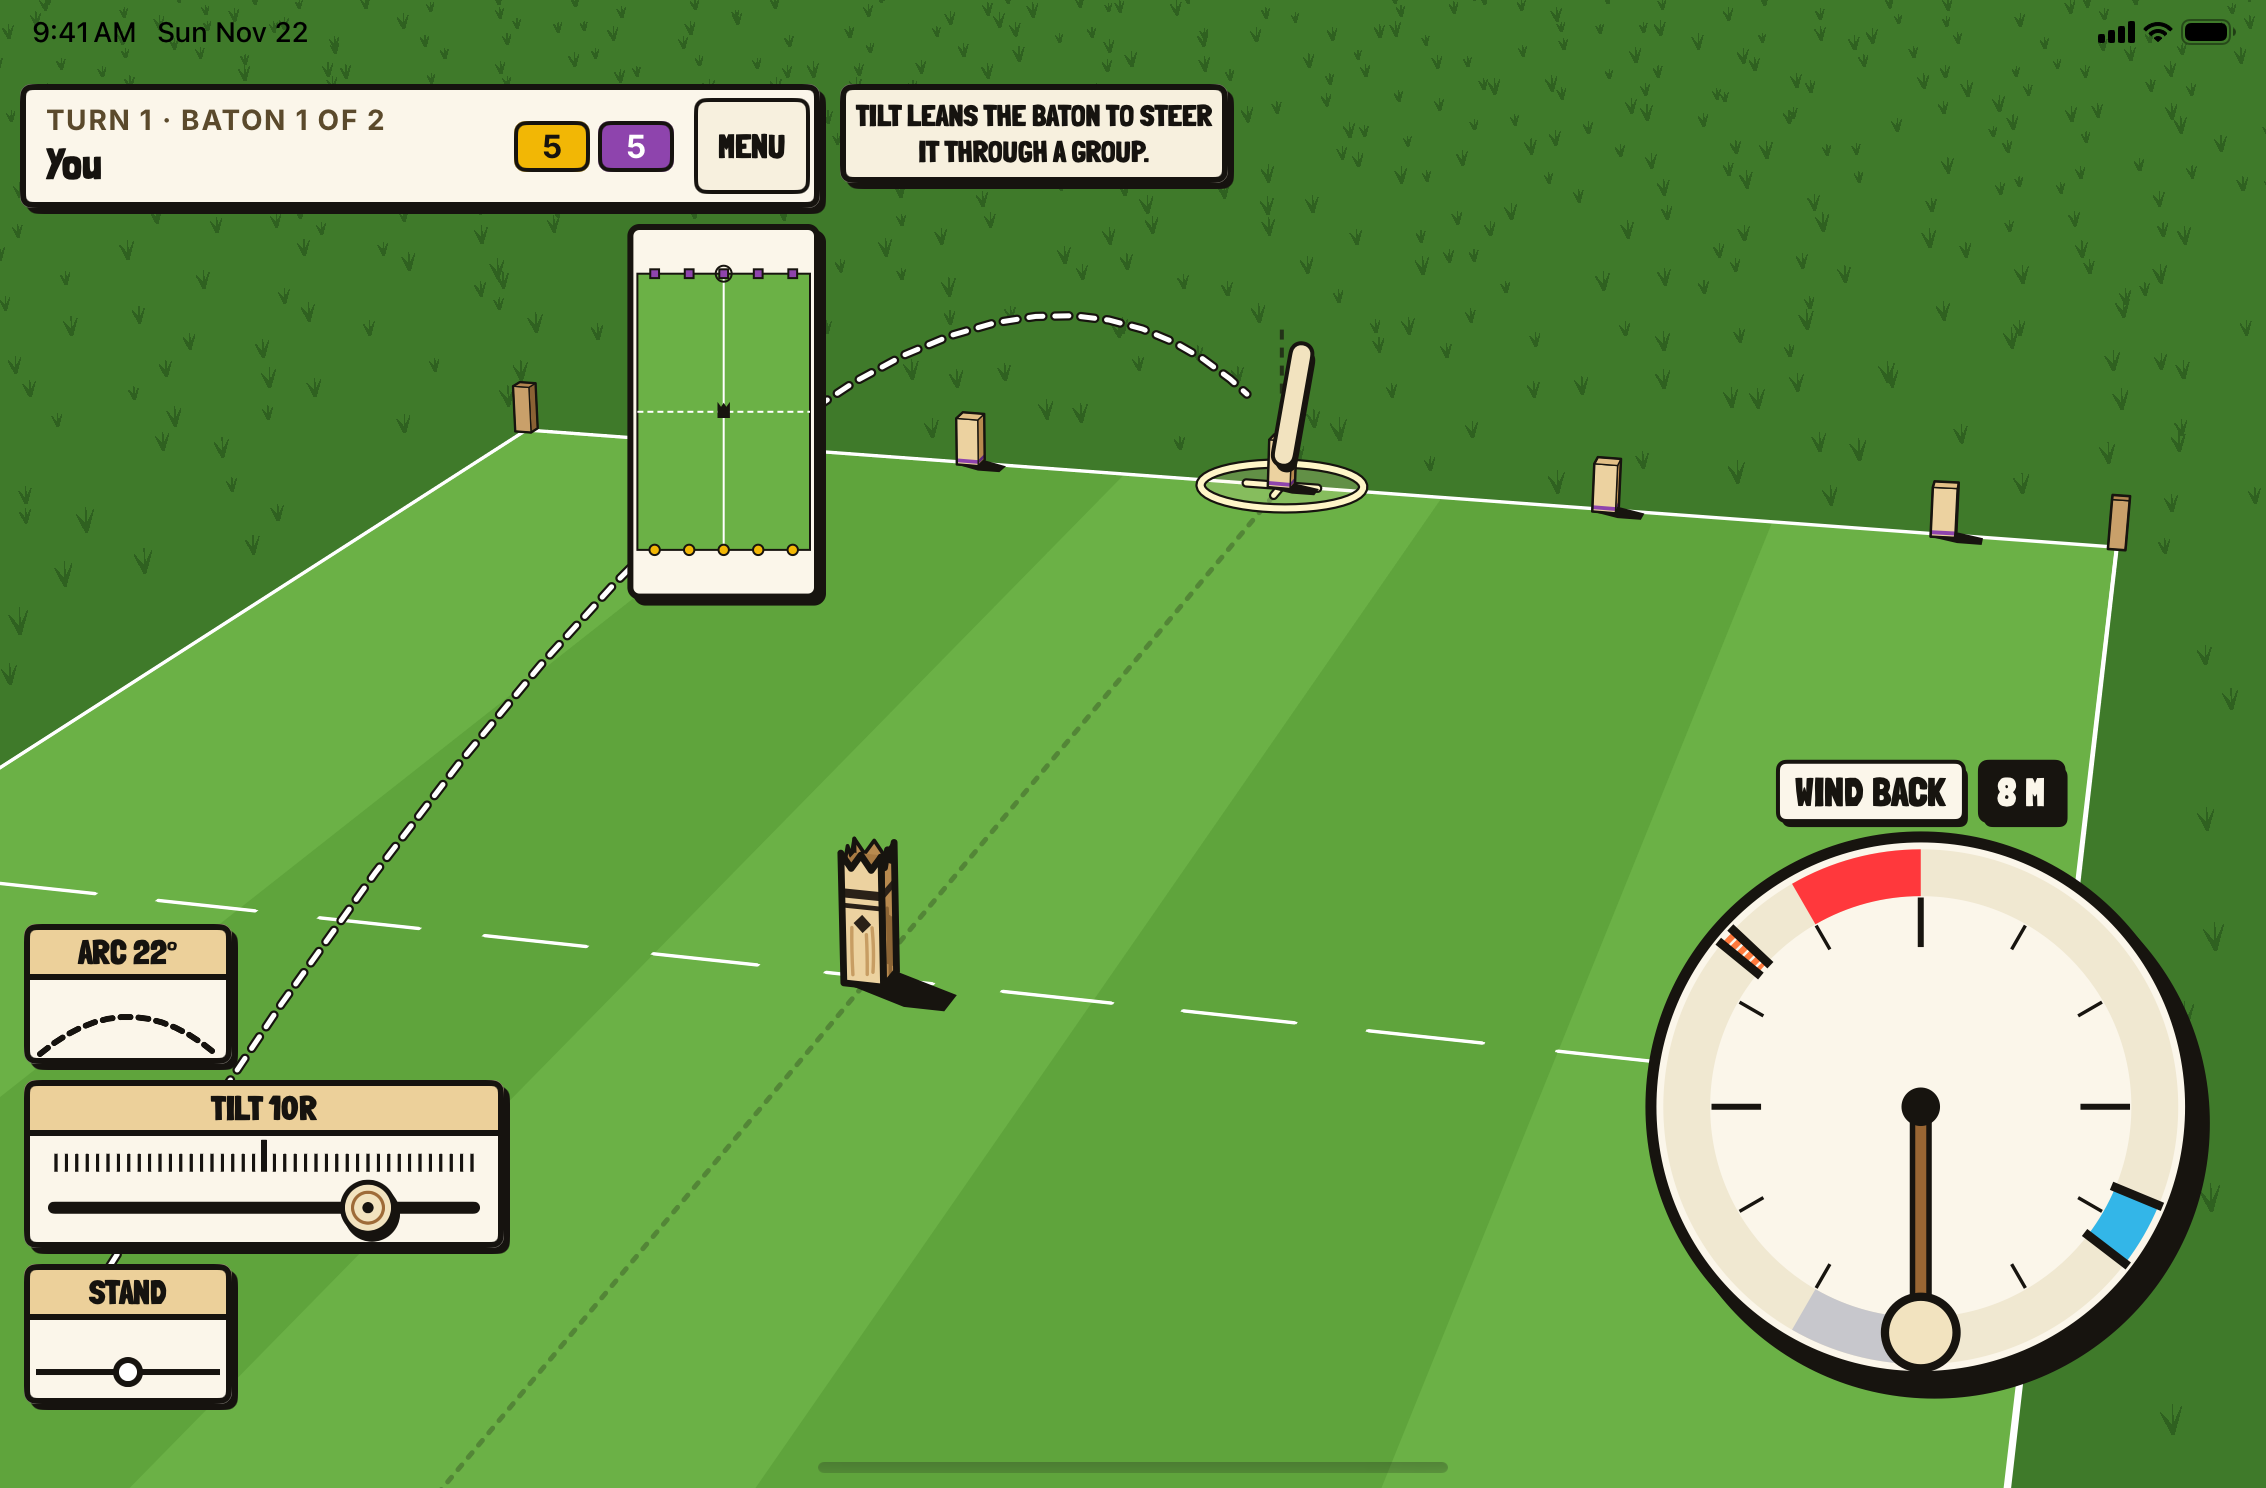 9:41 AM Sun Nov 22
TURN 1 · BATON 1 OF 2
You
5 5
MENU
TILT LEANS THE BATON TO STEER
IT THROUGH A GROUP.
WIND BACK 8 M
ARC 22°
TILT 10R
STAND